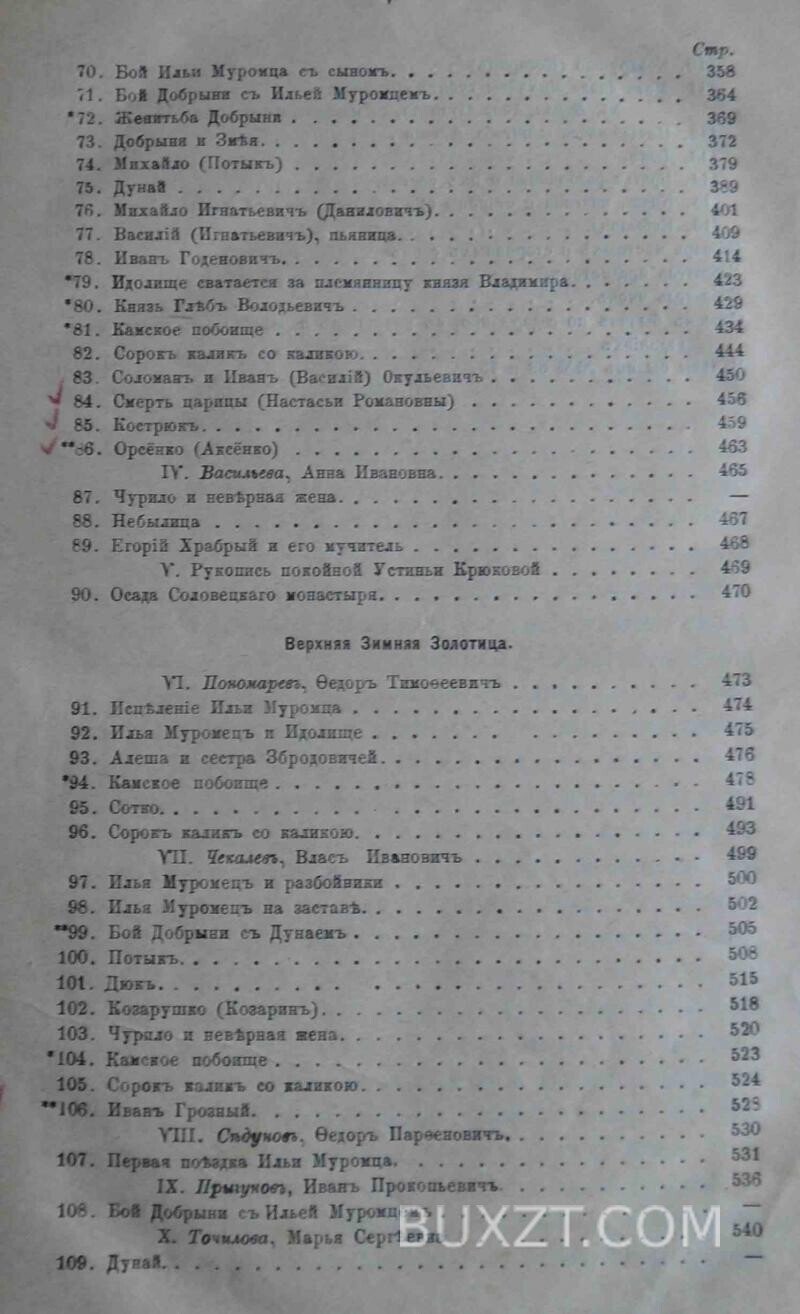 Стр.
70. Бой Ильи Муромца съ сыномъ. 358
71. Бой Добрыни съ Ильей Муромцемъ. 364
*72. Женитьба Добрыни 369
73. Добрыня и Змѣя. 372
74. Михайло (Потыкъ) 379
75. Дунай 389
76. Михайло Игнатьевичъ (Даниловичъ). 401
77. Василій (Игнатьевичъ), пьяница. 409
78. Иванъ Годеновичъ. 414
*79. Идолище сватается за племянницу князя Владимира. 423
*80. Князь Глѣбъ Володьевичъ 429
*81. Камское побоище 434
82. Сорокъ каликъ со каликою. 444
83. Соломанъ и Иванъ (Василій) Окульевичъ 450
84. Смерть царицы (Настасьи Романовны) 456
85. Кострюкъ. 459
**86. Орсёнко (Аксёнко) 463
IV. Васильева, Анна Ивановна. 465
87. Чурило и невѣрная жена. —
88. Небылица 467
89. Егорій Храбрый и его мучитель 468
V. Рукопись покойной Устиньи Крюковой 469
90. Осада Соловецкаго монастыря. 470
Верхняя Зимняя Золотица.
VI. Пономаревъ, Ѳедоръ Тимоѳеевичъ 473
91. Исцѣленіе Ильи Муромца 474
92. Илья Муромецъ и Идолище 475
93. Алеша и сестра Збродовичей. 476
*94. Камское побоище 478
95. Сотко. 491
96. Сорокъ каликъ со каликою. 493
VII. Чекалевъ, Власъ Ивановичъ 499
97. Илья Муромецъ и разбойники 500
98. Илья Муромецъ на заставѣ. 502
**99. Бой Добрыни съ Дунаемъ 505
100. Потыкъ. 508
101. Дюкъ. 515
102. Козарушко (Козаринъ). 518
103. Чурило и невѣрная жена. 520
*104. Камское побоище 523
105. Сорокъ каликъ со каликою. 524
**106. Иванъ Грозный. 528
VIII. Сѣдуновъ, Ѳедоръ Парѳеновичъ. 530
107. Первая поѣздка Ильи Муромца. 531
IX. Прыгуновъ, Иванъ Прокопьевичъ. 536
108. Бой Добрыни съ Ильей Муромцемъ —
X. Точилова, Марья Сергѣевна 540
109. Дунай. —
BUXZT.COM